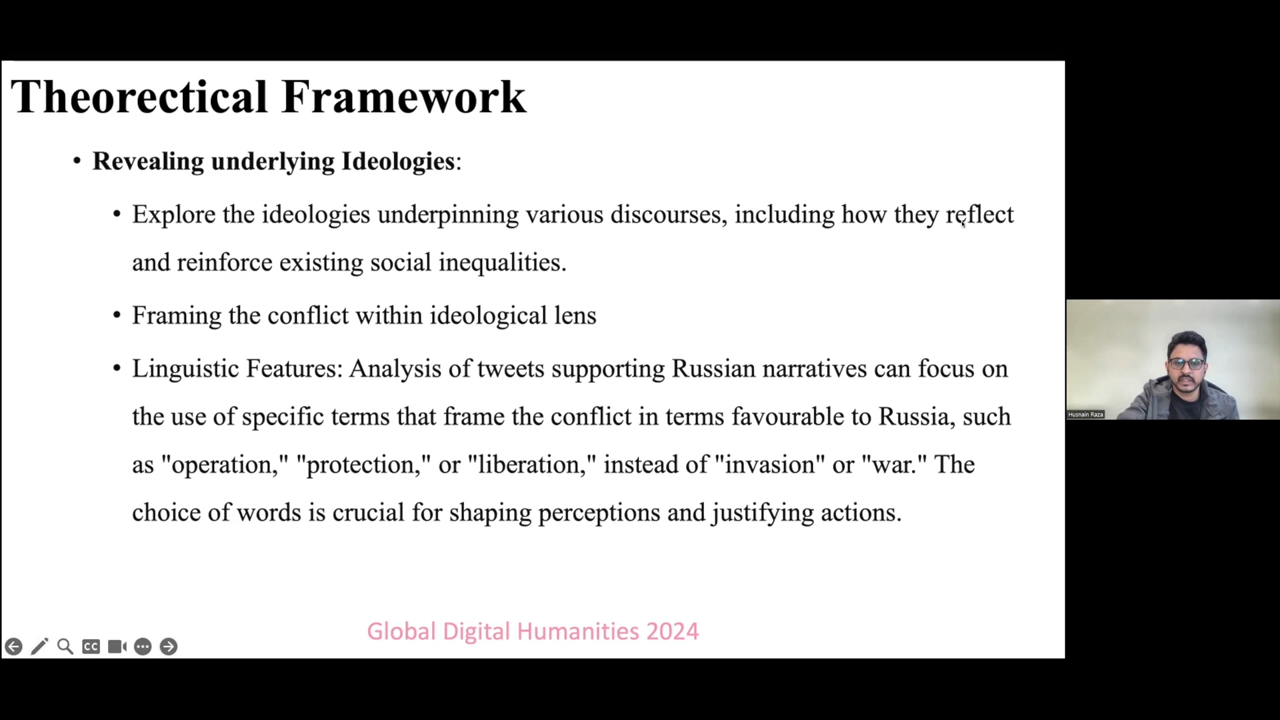 Theorectical Framework
• Revealing underlying Ideologies:
• Explore the ideologies underpinning various discourses, including how they reflect
and reinforce existing social inequalities.
• Framing the conflict within ideological lens
• Linguistic Features: Analysis of tweets supporting Russian narratives can focus on
the use of specific terms that frame the conflict in terms favourable to Russia, such
as "operation," "protection," or "liberation," instead of "invasion" or "war." The
choice of words is crucial for shaping perceptions and justifying actions.
Global Digital Humanities 2024
CC
Husnain Raza